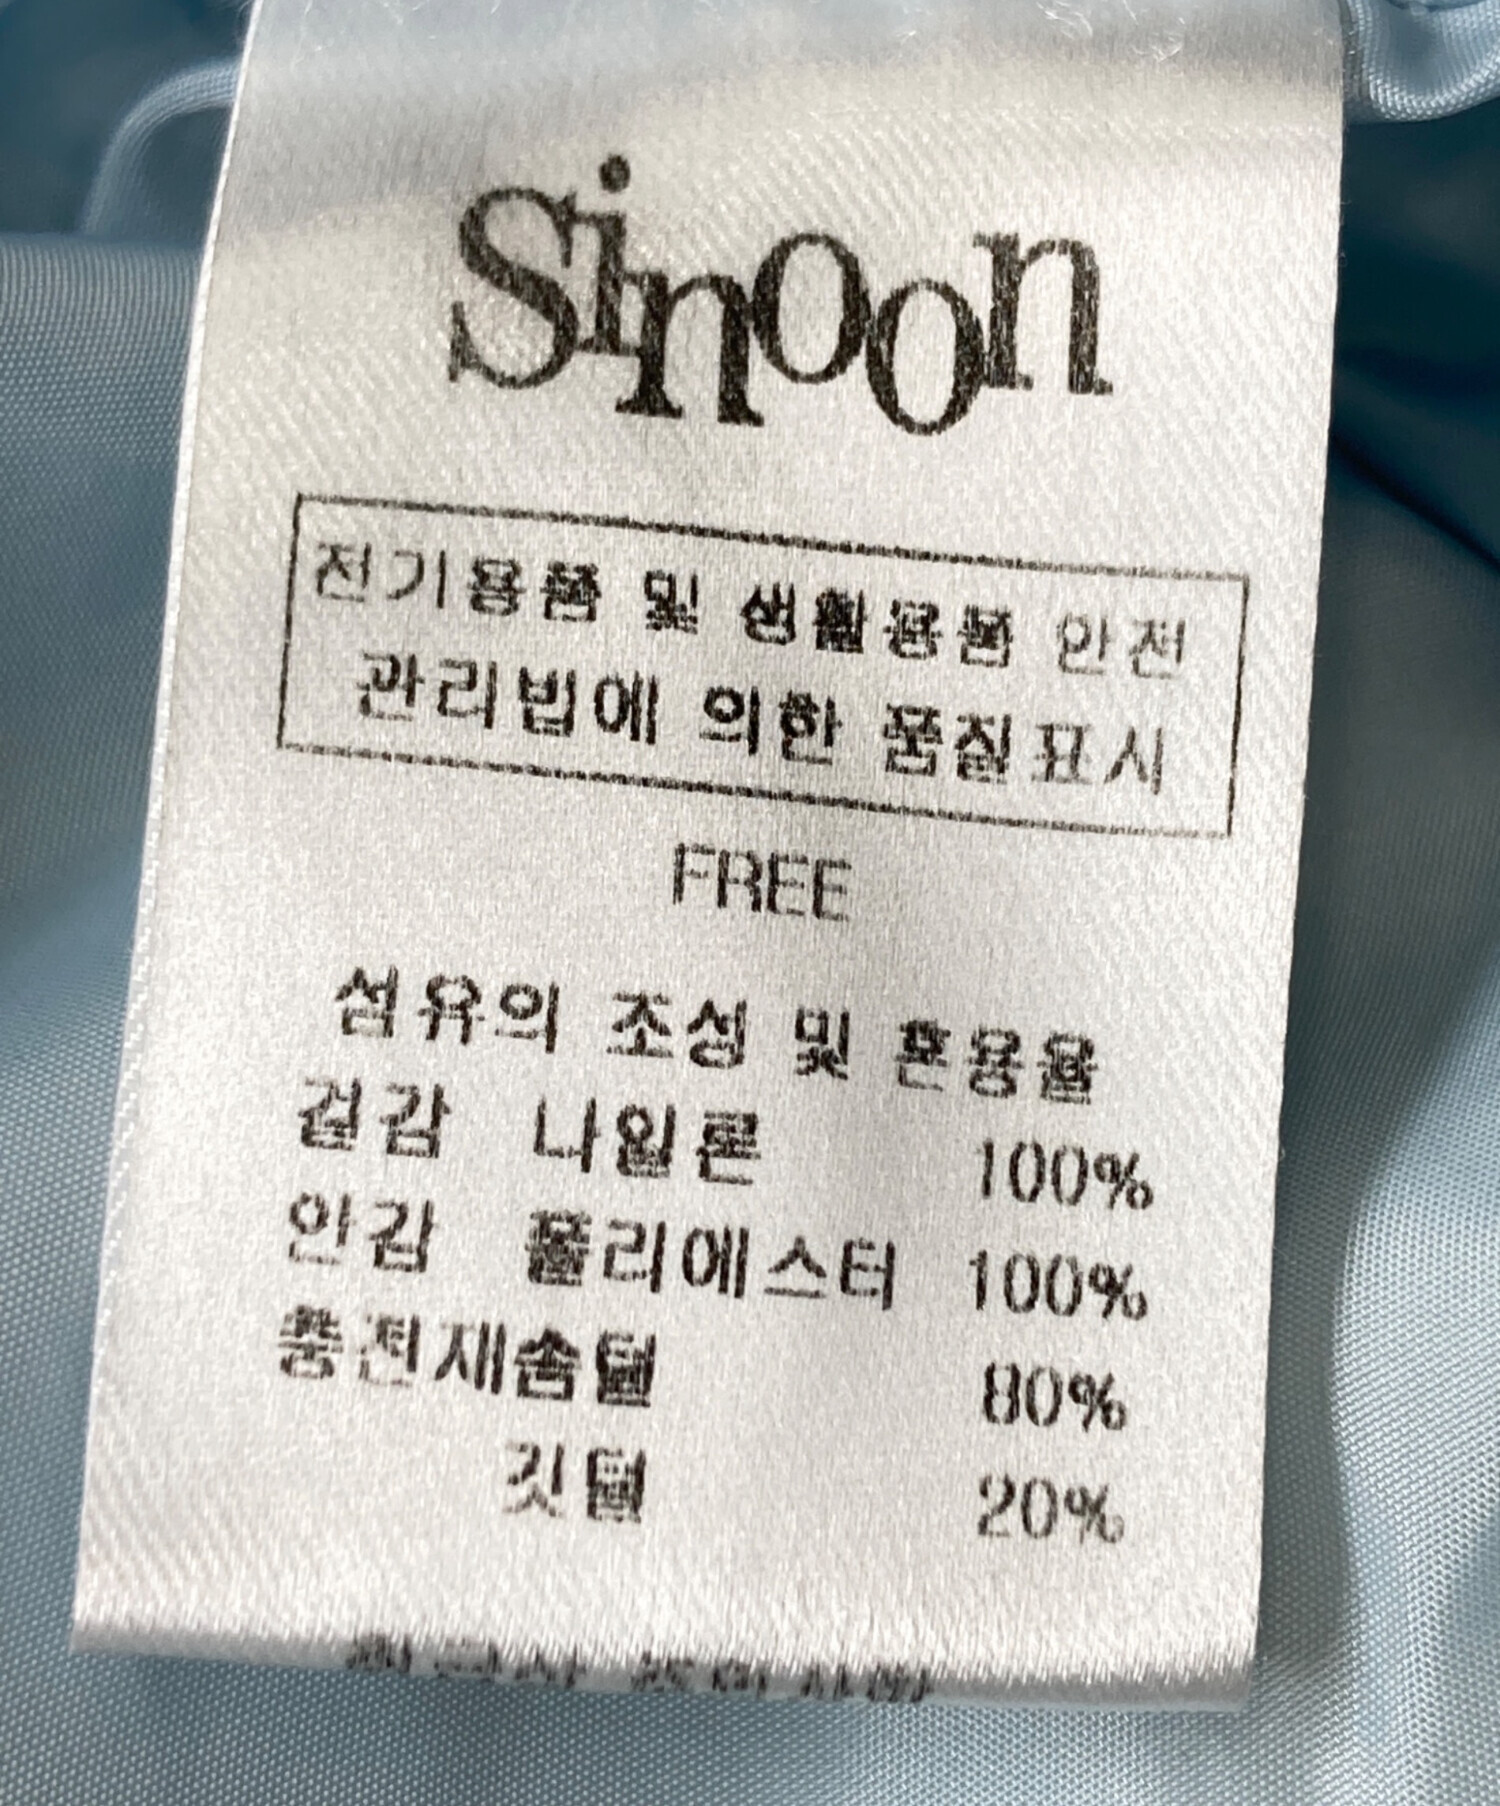 Sinoon
전기용품 및 생활용품 안전
관리법에 의한 품질표시
FREE
섬유의 조성 및 혼용율
겉감 나일론 100%
안감 폴리에스터 100%
충전재솜털 80%
깃털 20%